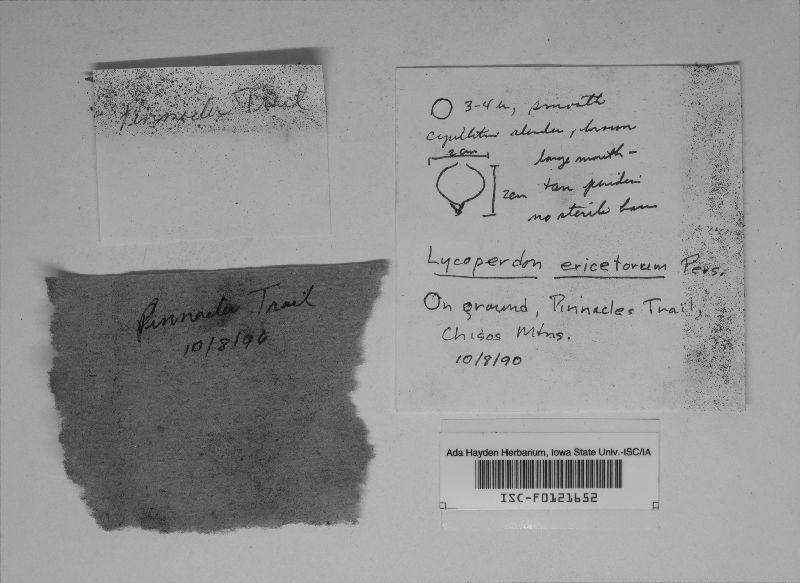 Pinnacles Trail
Pinnacles Trail
10/8/90
3-4 u, smooth
capillitium slender, brown
2 cm
large mouth -
2cm tan peridium
no sterile base
Lycoperdon ericetorum Pers.
On ground, Pinnacles Trail,
Chisos Mtns.
10/8/90
Ada Hayden Herbarium, Iowa State Univ.-ISC/IA
ISC-F0121652